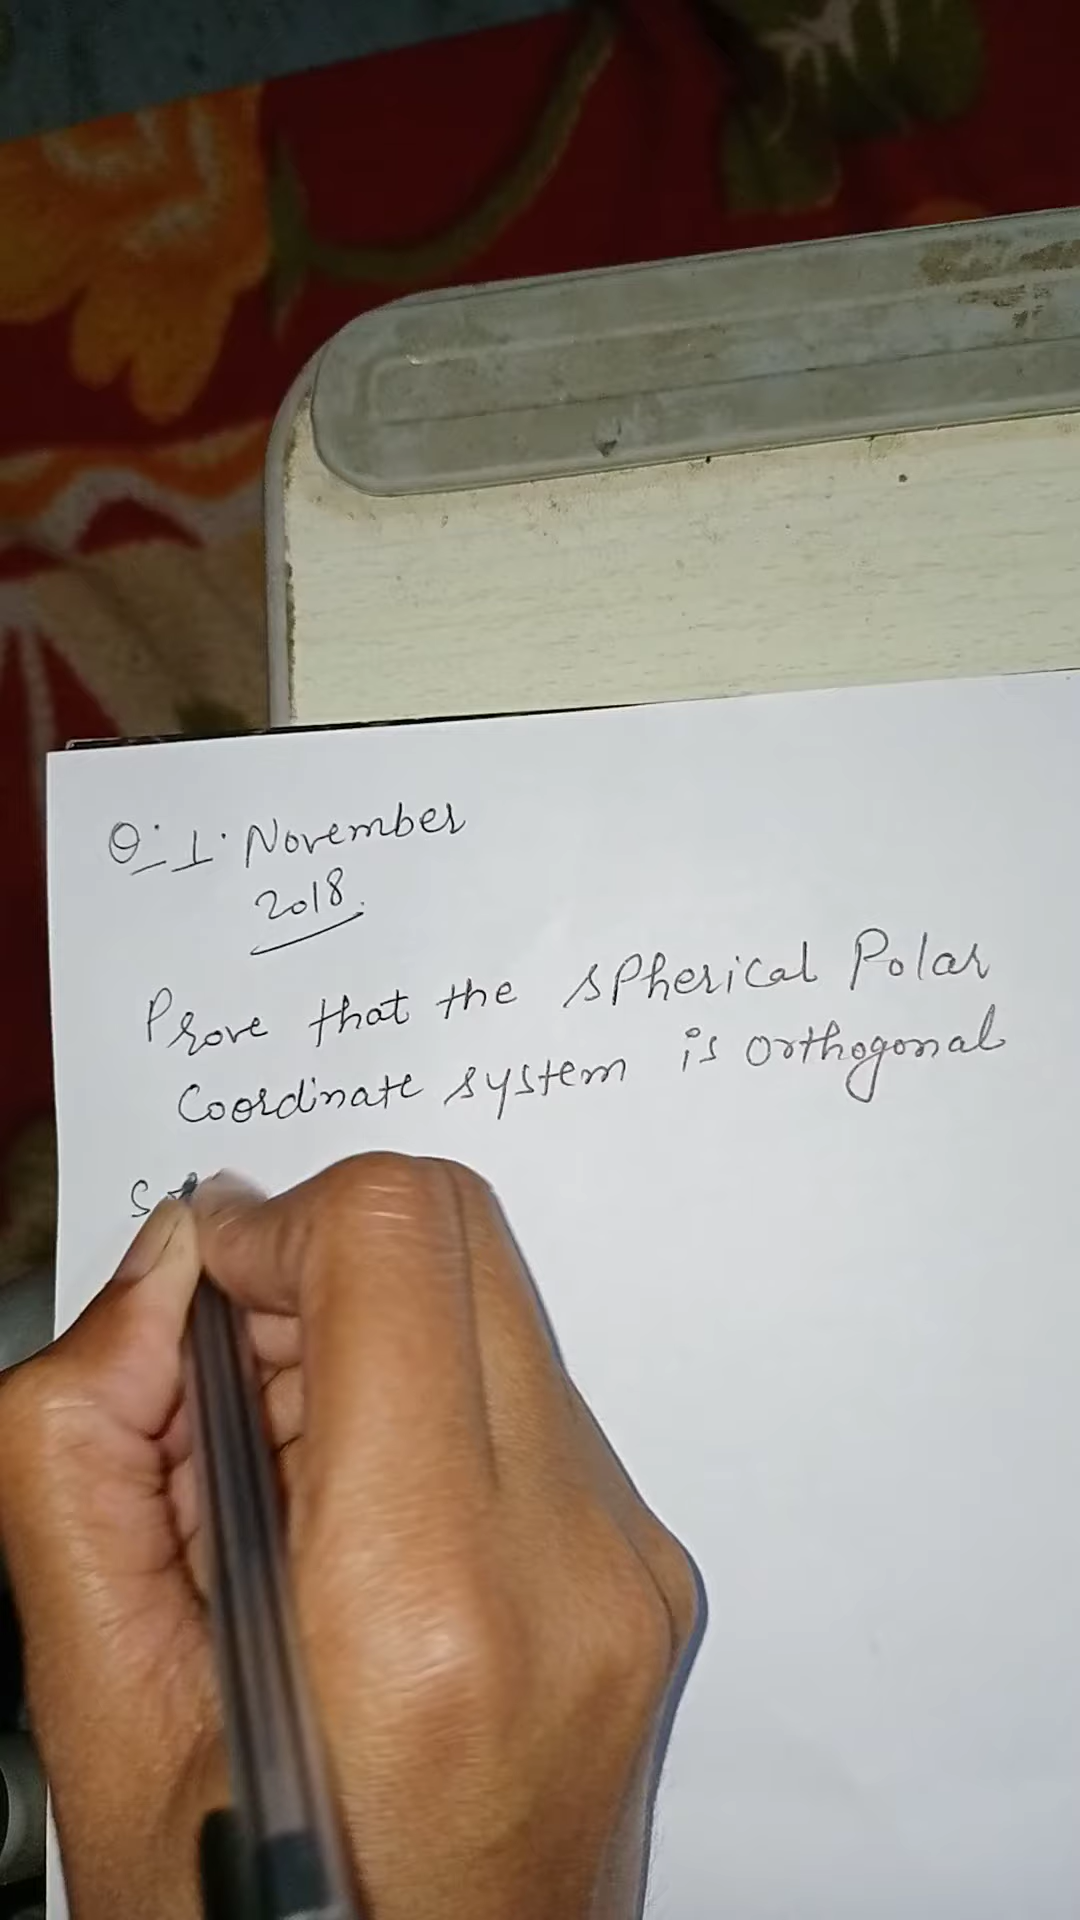 Q.1. November
2018.
Prove that the spherical Polar
Coordinate system is orthogonal